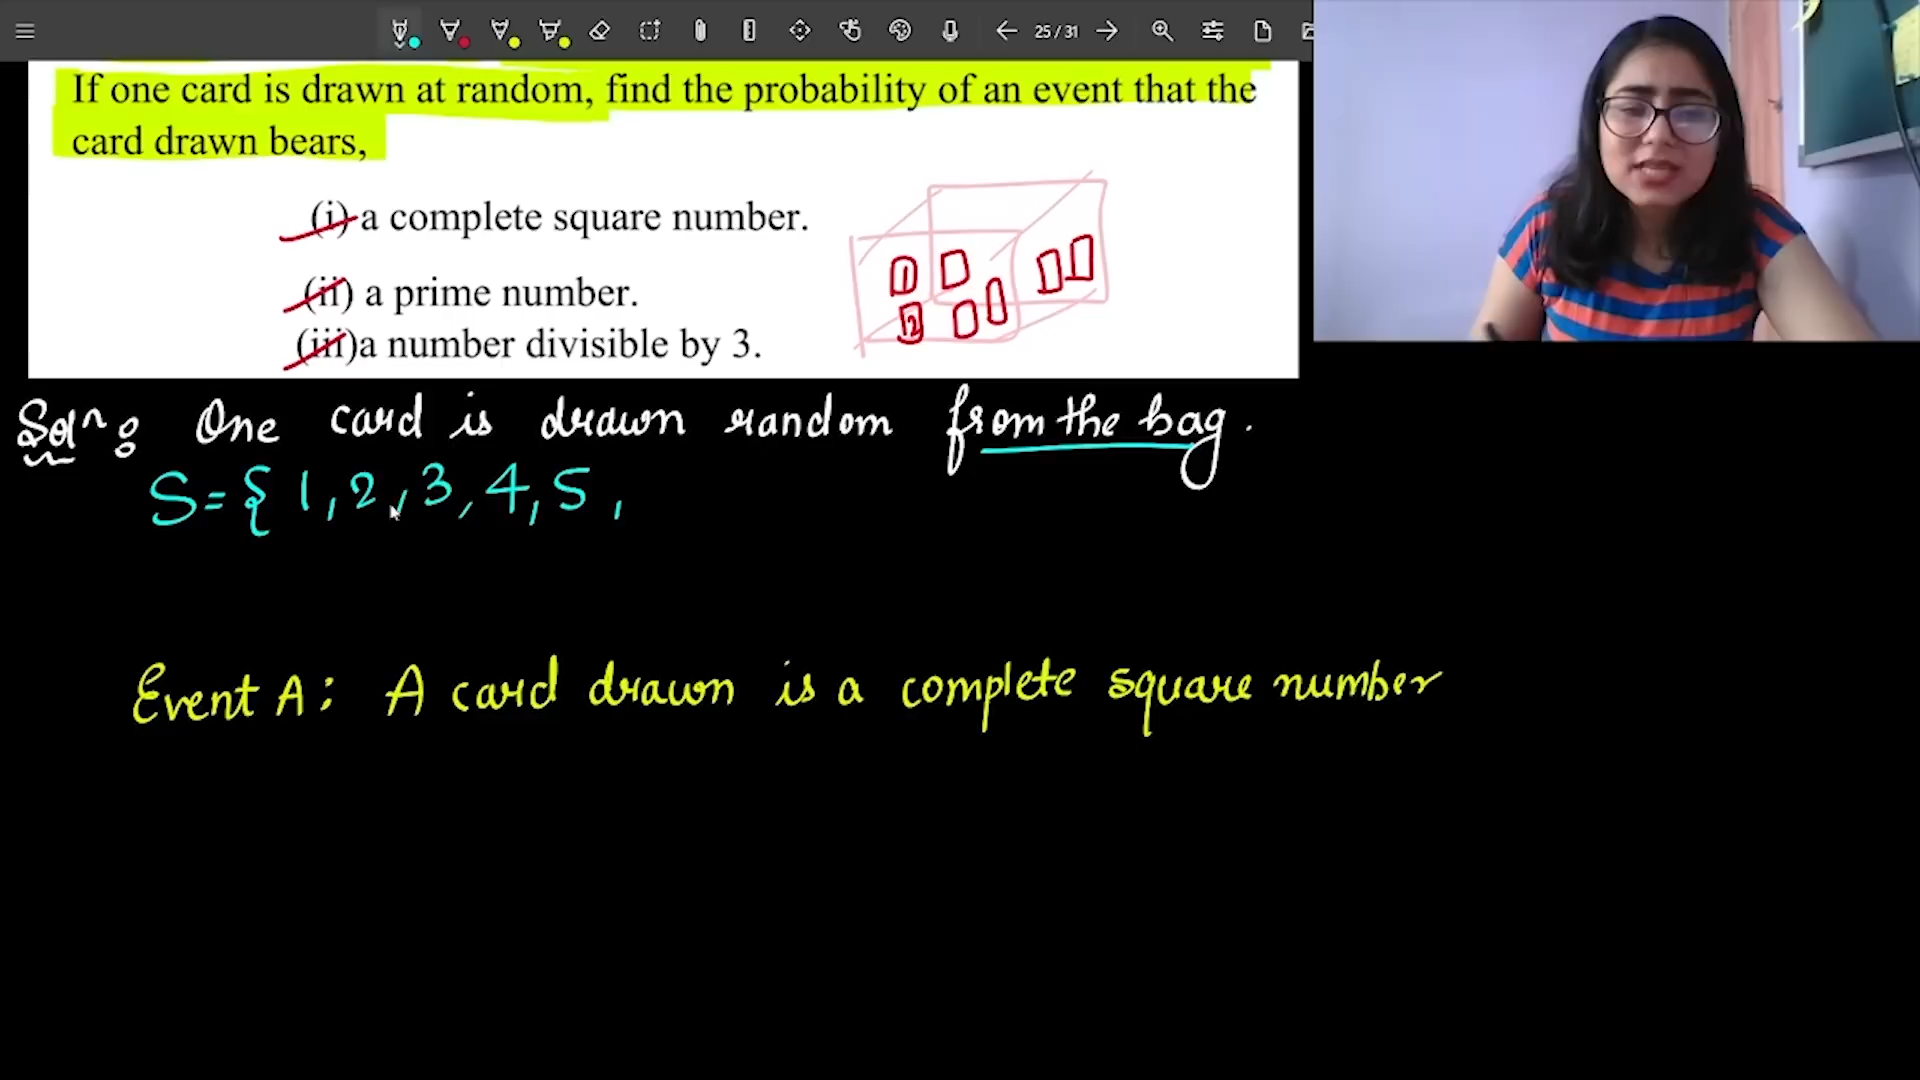 25/31
If one card is drawn at random, find the probability of an event that the
card drawn bears,
(i) a complete square number.
(ii) a prime number.
(iii)a number divisible by 3.
1
2
Solⁿ: One card is drawn random from the bag.
S={ 1, 2, 3, 4, 5 ,
Event A: A card drawn is a complete square number